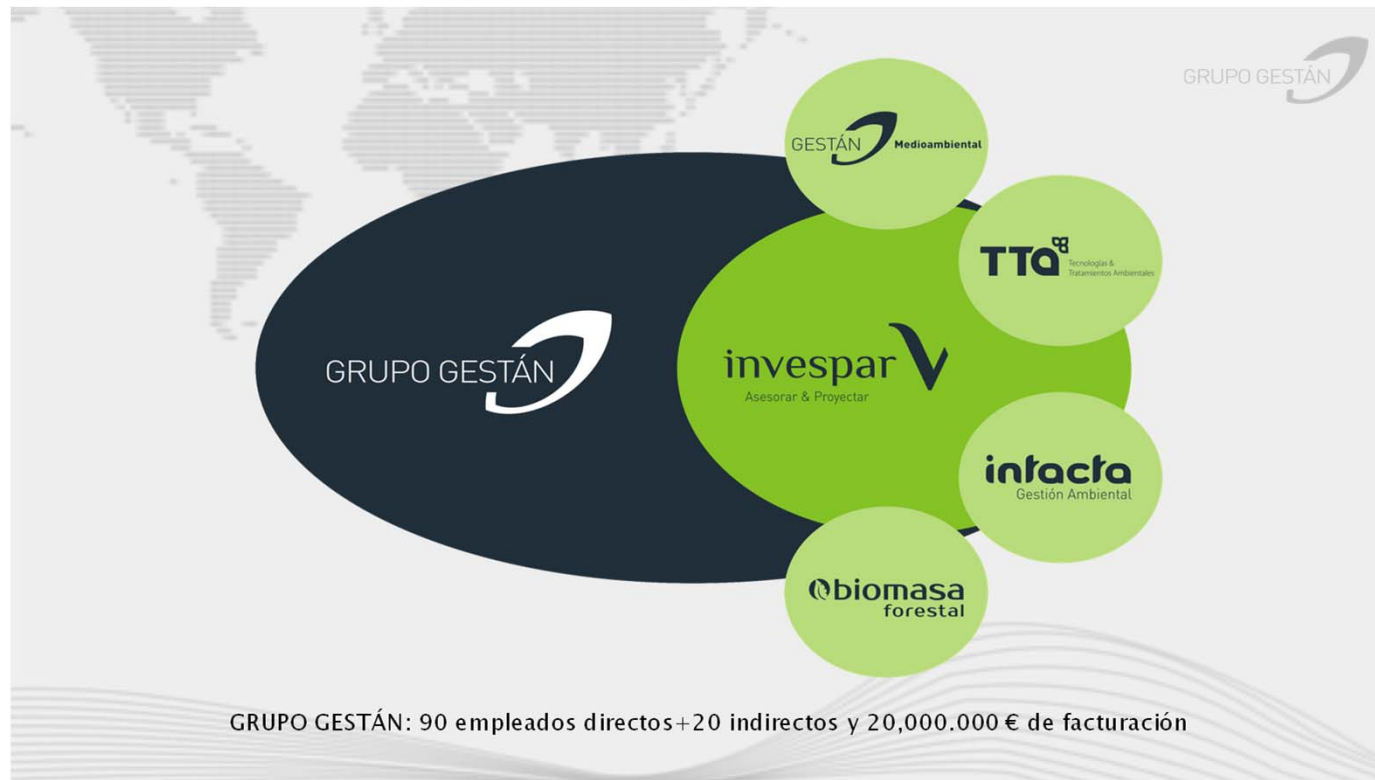 GRUPO GESTÁN
GESTÁN Medioambiental
TTa Tecnologías &
Tratamientos Ambientales
GRUPO GESTÁN
invespar
Asesorar & Proyectar
intacta
Gestión Ambiental
biomasa
forestal
GRUPO GESTÁN: 90 empleados directos+20 indirectos y 20,000.000 € de facturación